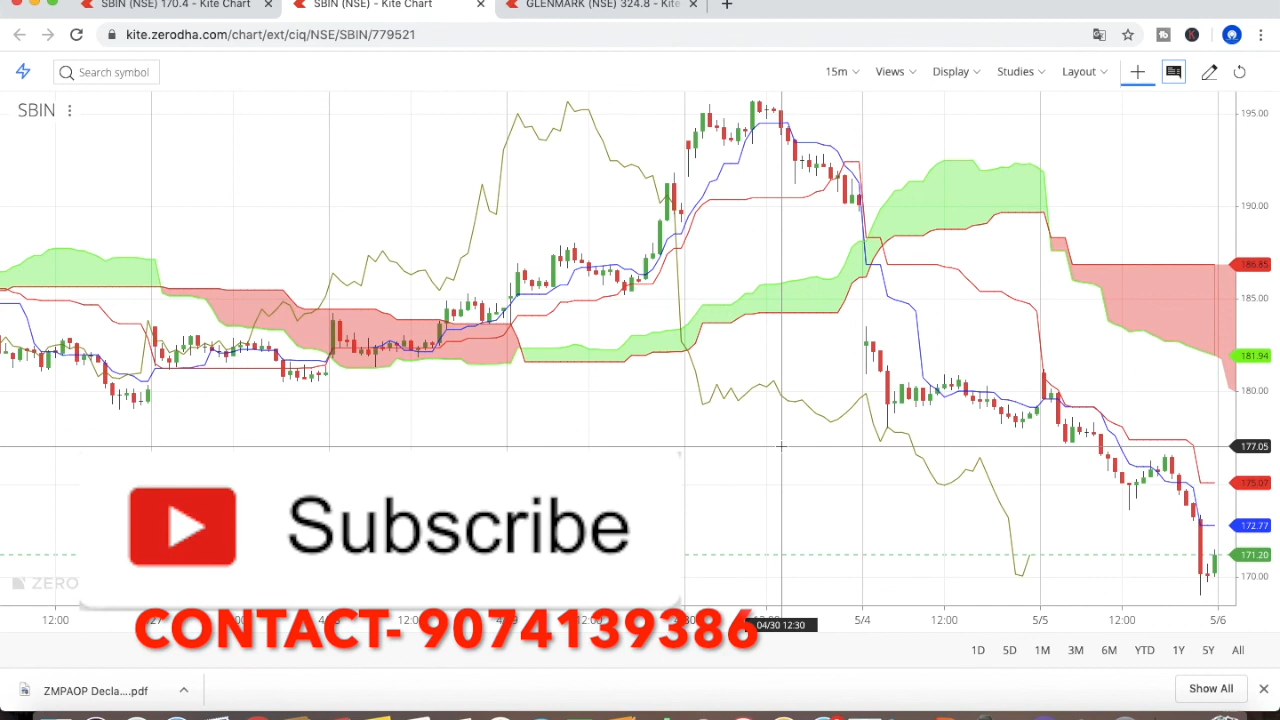 SBIN (NSE) 170.4 - Kite Chart
SBIN (NSE) - Kite Chart
GLENMARK (NSE) 324.8 - Kite
kite.zerodha.com/chart/ext/ciq/NSE/SBIN/779521
Search symbol
15m Views Display Studies Layout
SBIN
195.00
190.00
186.85
185.00
181.94
180.00
177.05
175.07
172.77
171.20
170.00
Subscribe
ZERO
CONTACT- 9074139386
12:00
04/30 12:30
5/4
12:00
5/5
12:00
5/6
1D 5D 1M 3M 6M YTD 1Y 5Y All
ZMPAOP Decla....pdf
Show All